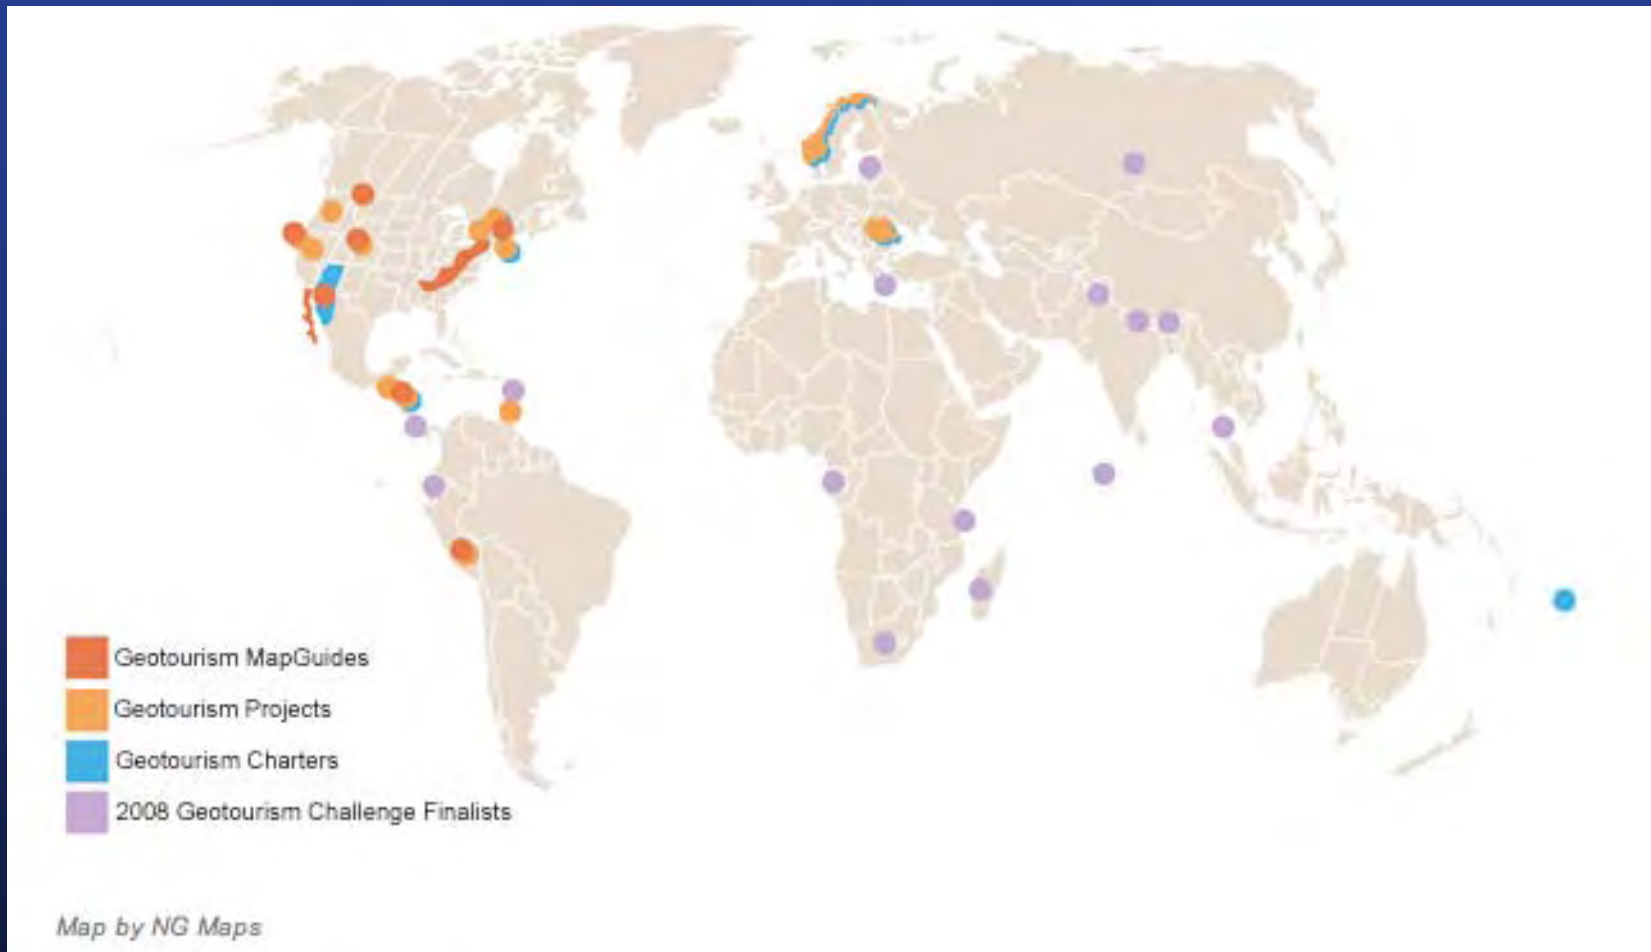 Geotourism MapGuides
Geotourism Projects
Geotourism Charters
2008 Geotourism Challenge Finalists
Map by NG Maps